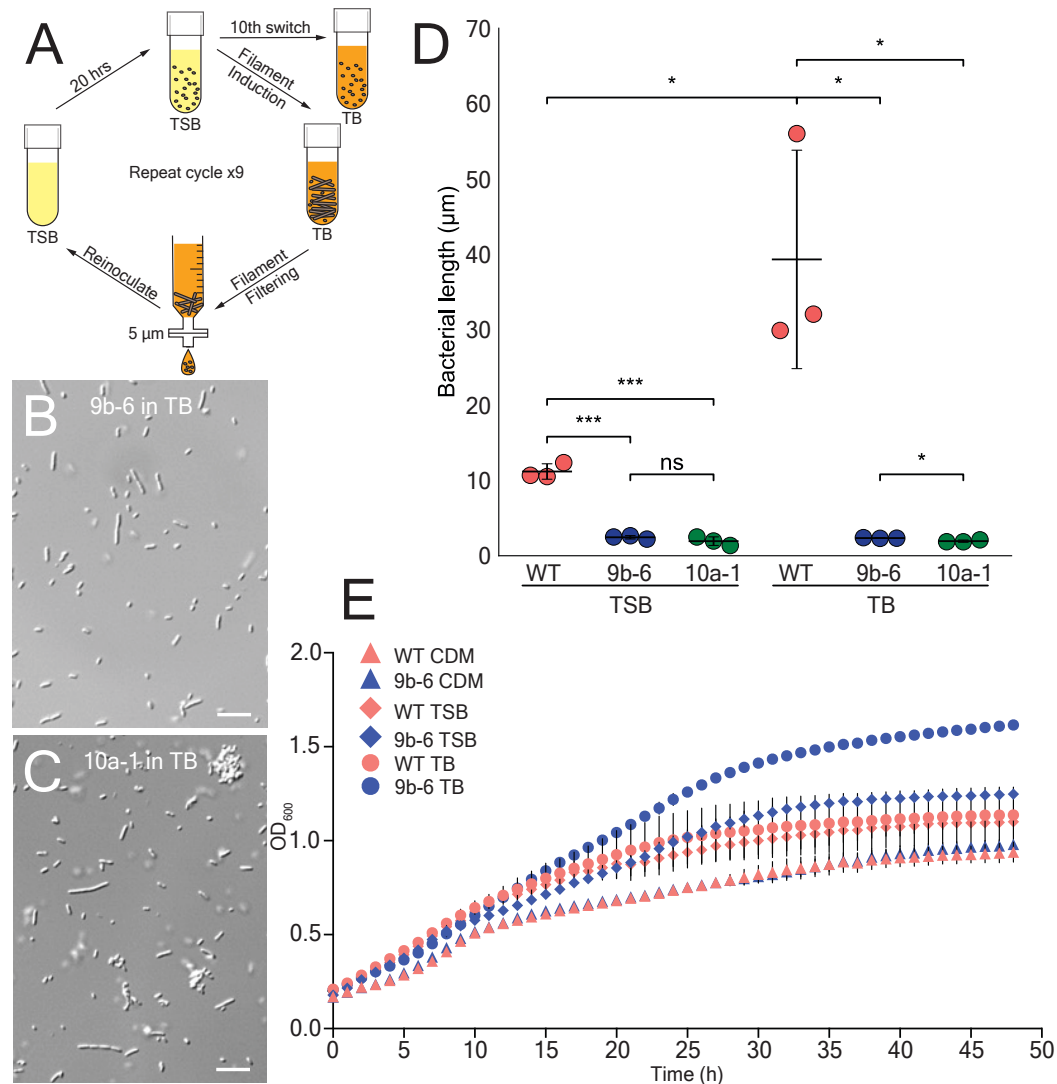 A
10th switch
20 hrs
Filament
Induction
TSB
TB
Repeat cycle x9
TSB
TB
Reinoculate
Filament
Filtering
5 µm
B
9b-6 in TB
C
10a-1 in TB
D
Bacterial length (µm)
70
60
50
40
30
20
10
0
*
*
*
***
***
ns
*
WT 9b-6 10a-1 WT 9b-6 10a-1
TSB TB
E
WT CDM
9b-6 CDM
WT TSB
9b-6 TSB
WT TB
9b-6 TB
OD600
2.0
1.5
1.0
0.5
0.0
0 5 10 15 20 25 30 35 40 45 50
Time (h)